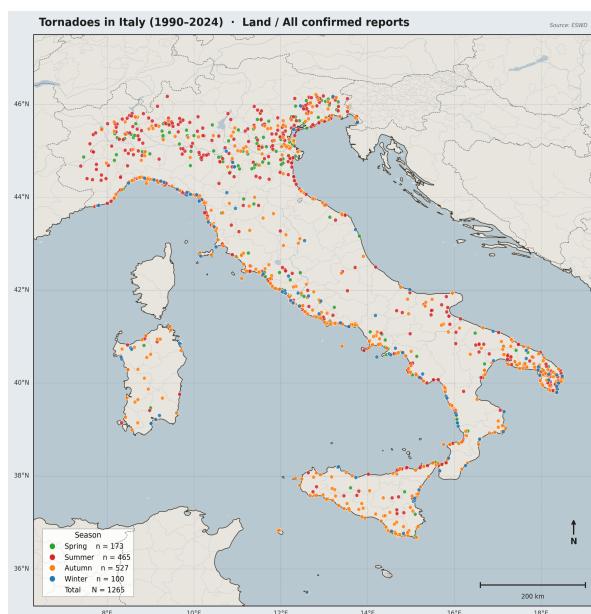 Tornadoes in Italy (1990–2024) · Land / All confirmed reports
Source: ESWD
46°N
44°N
42°N
40°N
38°N
36°N
Season
Spring n = 173
Summer n = 465
Autumn n = 527
Winter n = 100
Total N = 1265
N
200 km
8°E 10°E 12°E 14°E 16°E 18°E